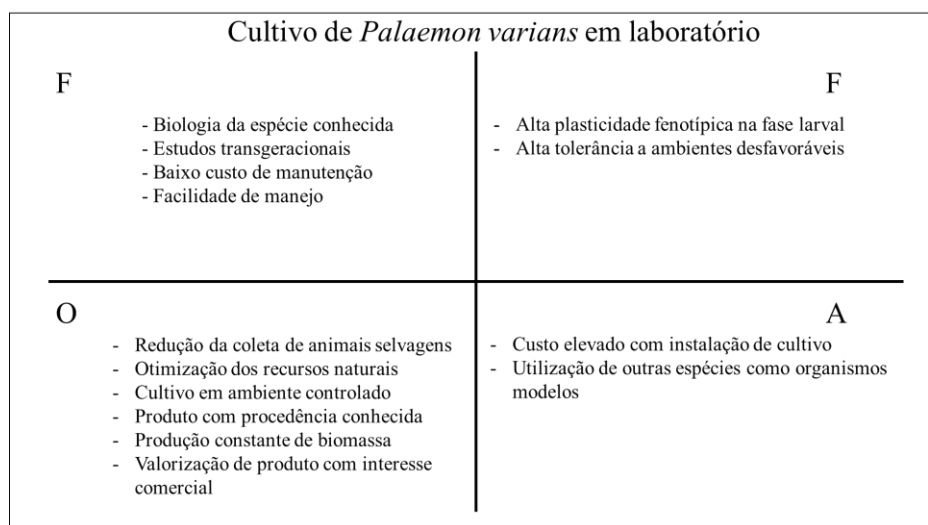 Cultivo de Palaemon varians em laboratório
F
- Biologia da espécie conhecida
- Estudos transgeracionais
- Baixo custo de manutenção
- Facilidade de manejo
F
- Alta plasticidade fenotípica na fase larval
- Alta tolerância a ambientes desfavoráveis
O
- Redução da coleta de animais selvagens
- Otimização dos recursos naturais
- Cultivo em ambiente controlado
- Produto com procedência conhecida
- Produção constante de biomassa
- Valorização de produto com interesse
comercial
A
- Custo elevado com instalação de cultivo
- Utilização de outras espécies como organismos
modelos